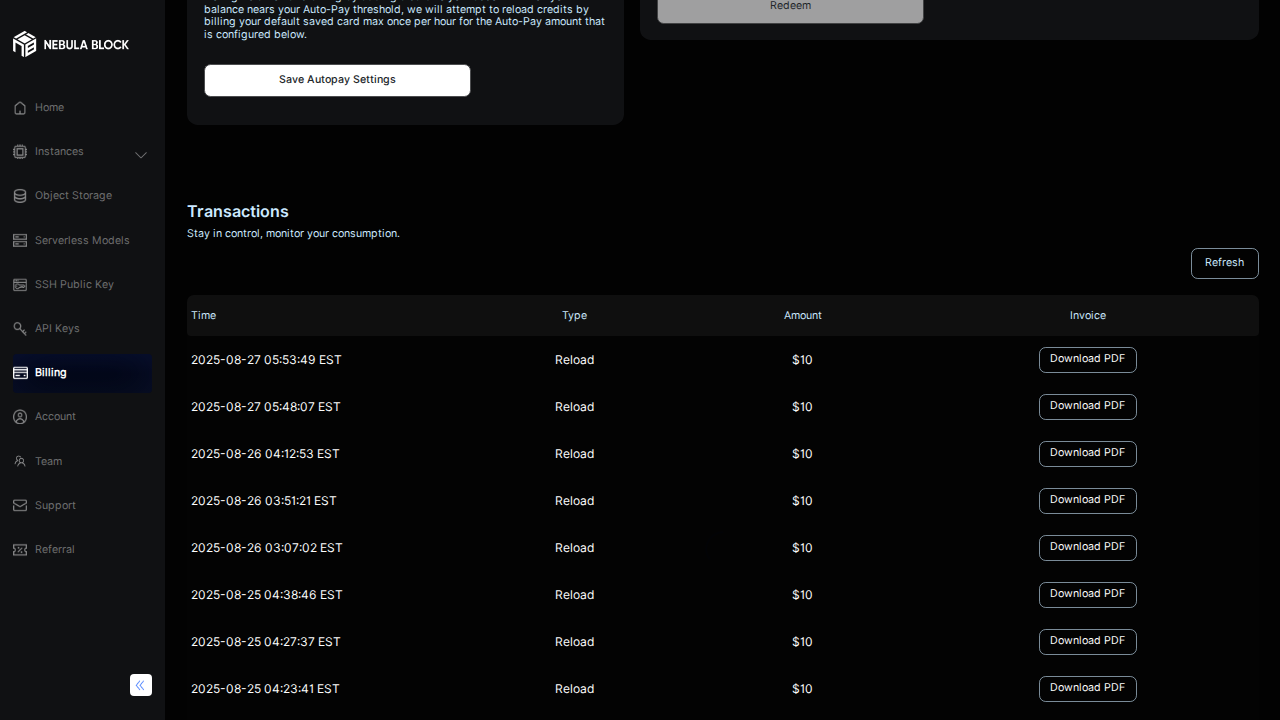 NEBULA BLOCK
Home
Instances
Object Storage
Serverless Models
SSH Public Key
API Keys
Billing
Account
Team
Support
Referral
balance nears your Auto-Pay threshold, we will attempt to reload credits by
billing your default saved card max once per hour for the Auto-Pay amount that
is configured below.
Save Autopay Settings
Redeem
Transactions
Stay in control, monitor your consumption.
Refresh
Time Type Amount Invoice
2025-08-27 05:53:49 EST Reload $10 Download PDF
2025-08-27 05:48:07 EST Reload $10 Download PDF
2025-08-26 04:12:53 EST Reload $10 Download PDF
2025-08-26 03:51:21 EST Reload $10 Download PDF
2025-08-26 03:07:02 EST Reload $10 Download PDF
2025-08-25 04:38:46 EST Reload $10 Download PDF
2025-08-25 04:27:37 EST Reload $10 Download PDF
2025-08-25 04:23:41 EST Reload $10 Download PDF